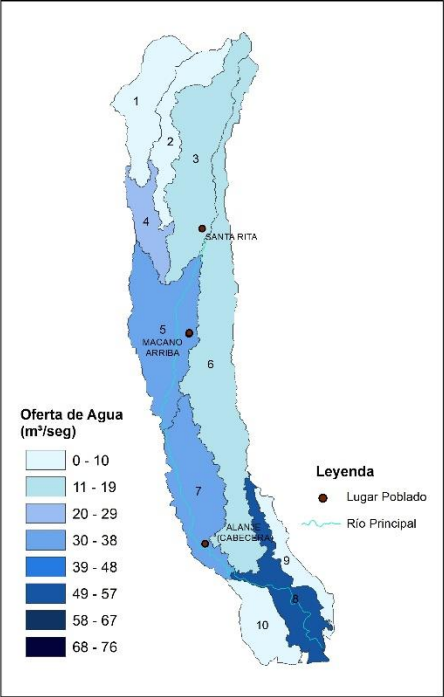 1
2
3
4
SANTA RITA
5
MACANO
ARRIBA
6
Oferta de Agua
(m³/seg)
0 - 10
11 - 19
20 - 29
30 - 38
39 - 48
49 - 57
58 - 67
68 - 76
7
ALANJE
(CABECERA)
Leyenda
Lugar Poblado
Río Principal
9
8
10